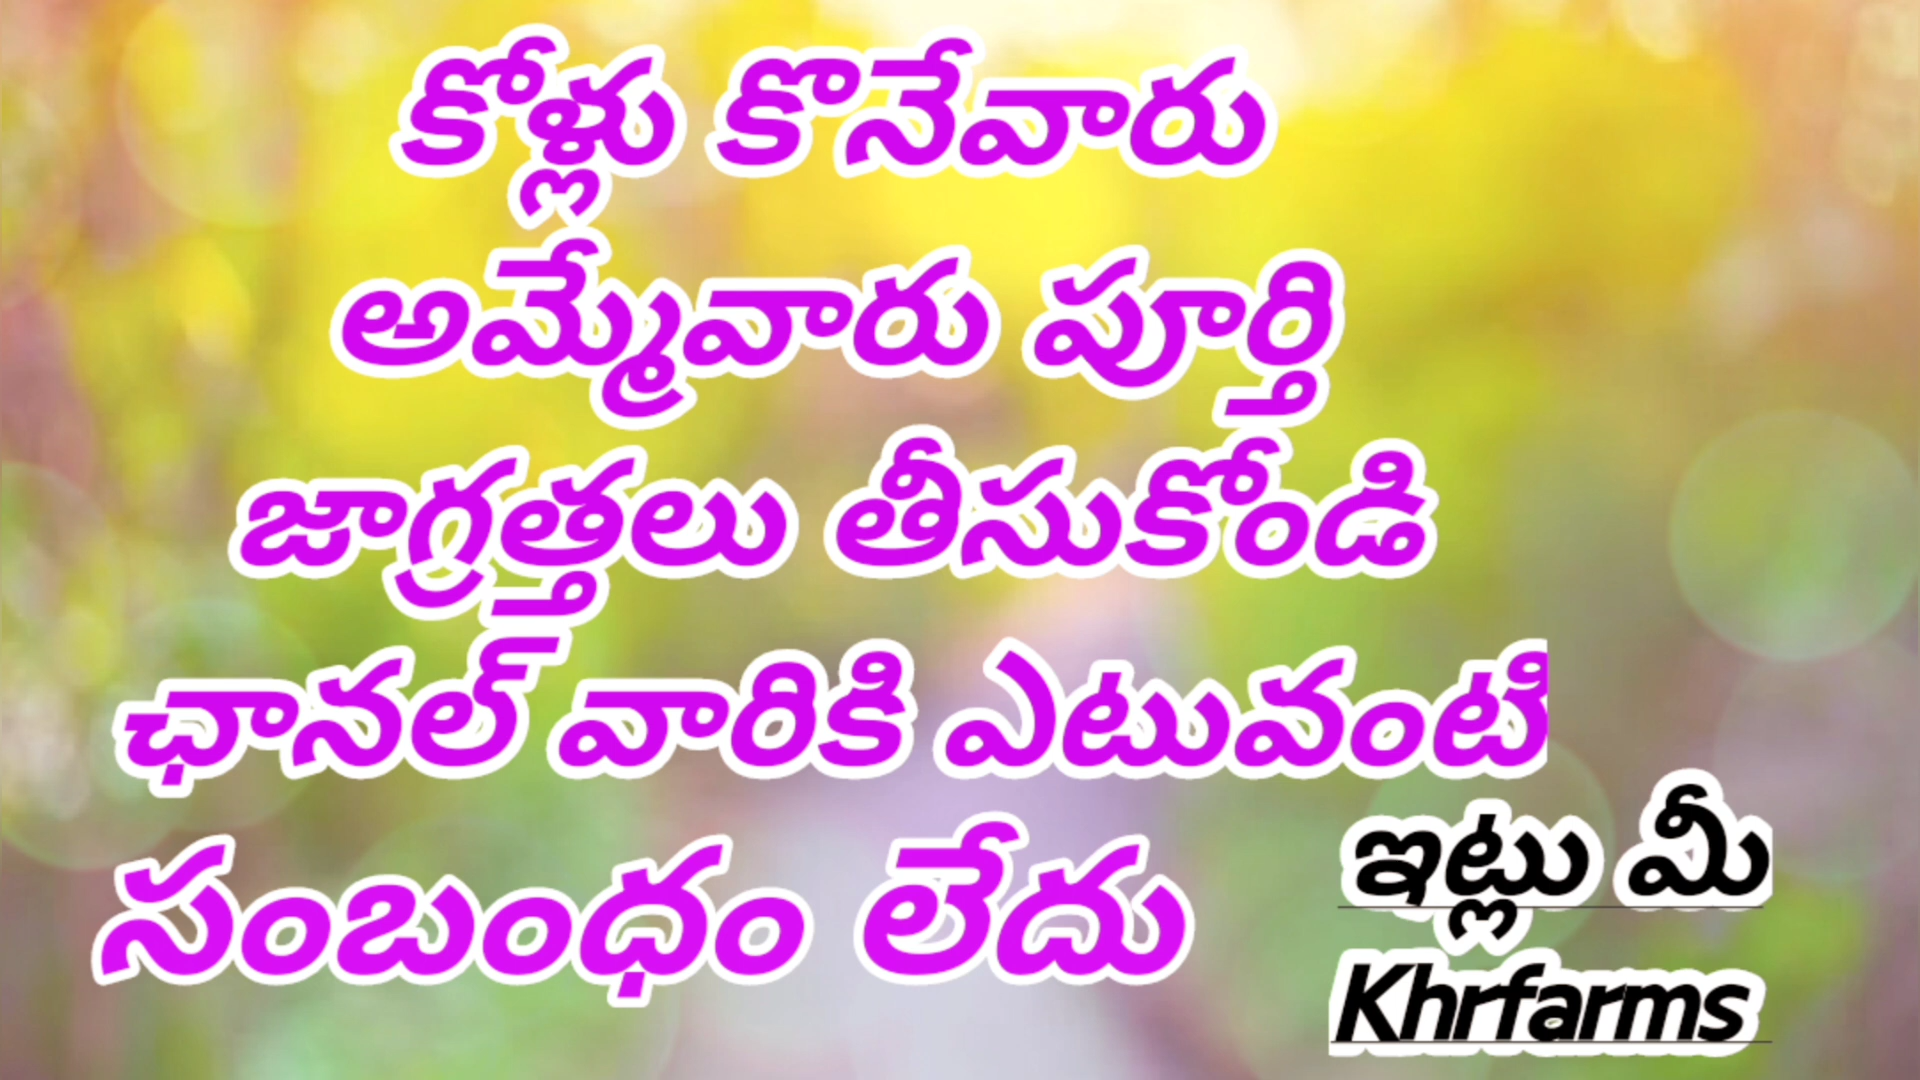 కోళ్లు కొనేవారు
అమ్మేవారు పూర్తి
జాగ్రత్తలు తీసుకోండి
ఛానల్ వారికి ఎటువంటి
సంబంధం లేదు
ఇట్లు మీ
Khrfarms